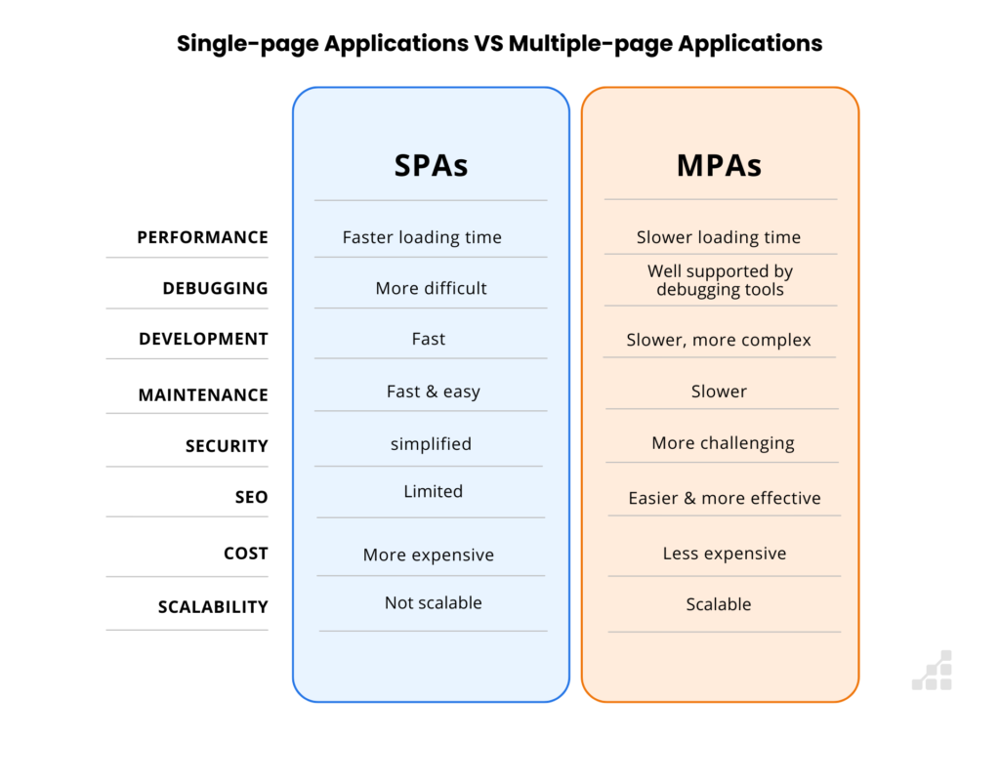 Single-page Applications VS Multiple-page Applications
SPAs
MPAs
PERFORMANCE
Faster loading time
Slower loading time
DEBUGGING
More difficult
Well supported by
debugging tools
DEVELOPMENT
Fast
Slower, more complex
MAINTENANCE
Fast & easy
Slower
SECURITY
simplified
More challenging
SEO
Limited
Easier & more effective
COST
More expensive
Less expensive
SCALABILITY
Not scalable
Scalable